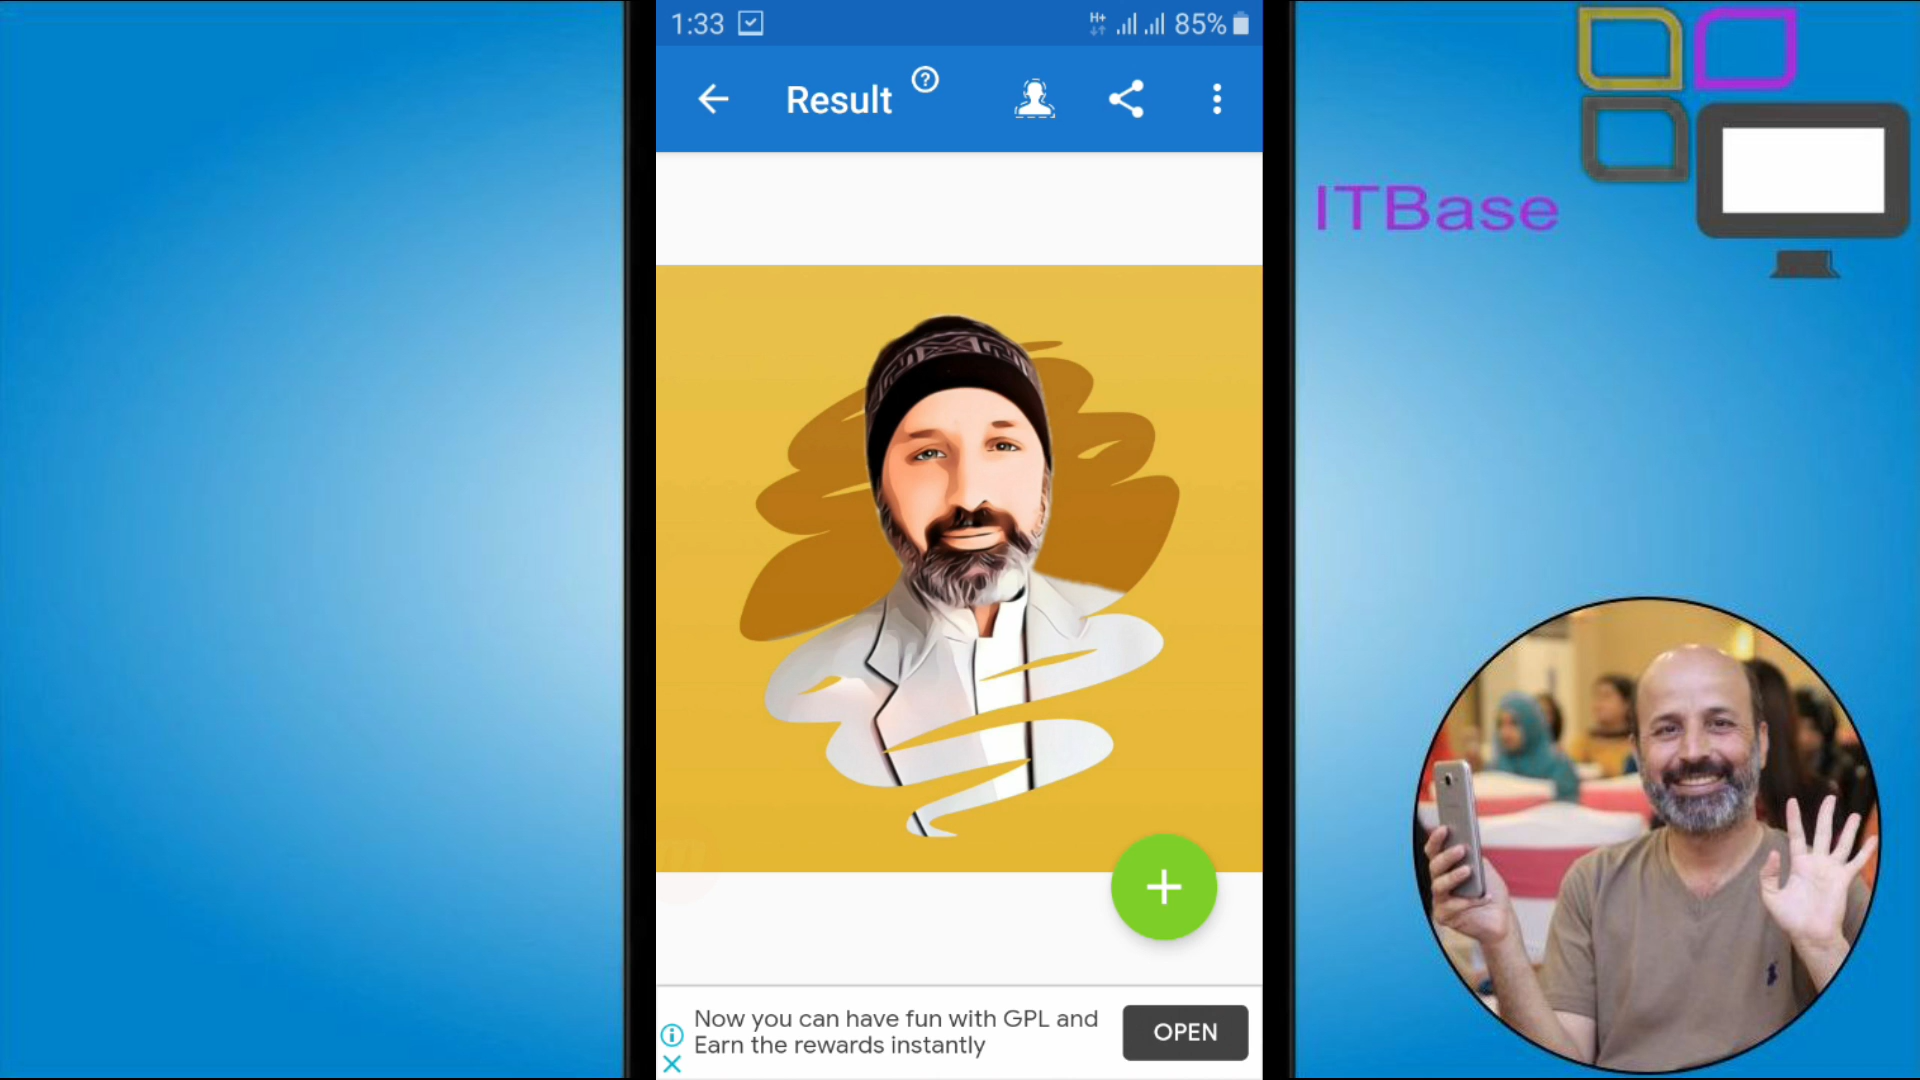 1:33
H+
85%
Result
?
ITBase
Now you can have fun with GPL and
Earn the rewards instantly
OPEN